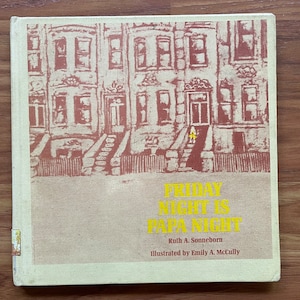 FRIDAY
NIGHT IS
PAPA NIGHT
Ruth A. Sonneborn
Illustrated by Emily A. McCully